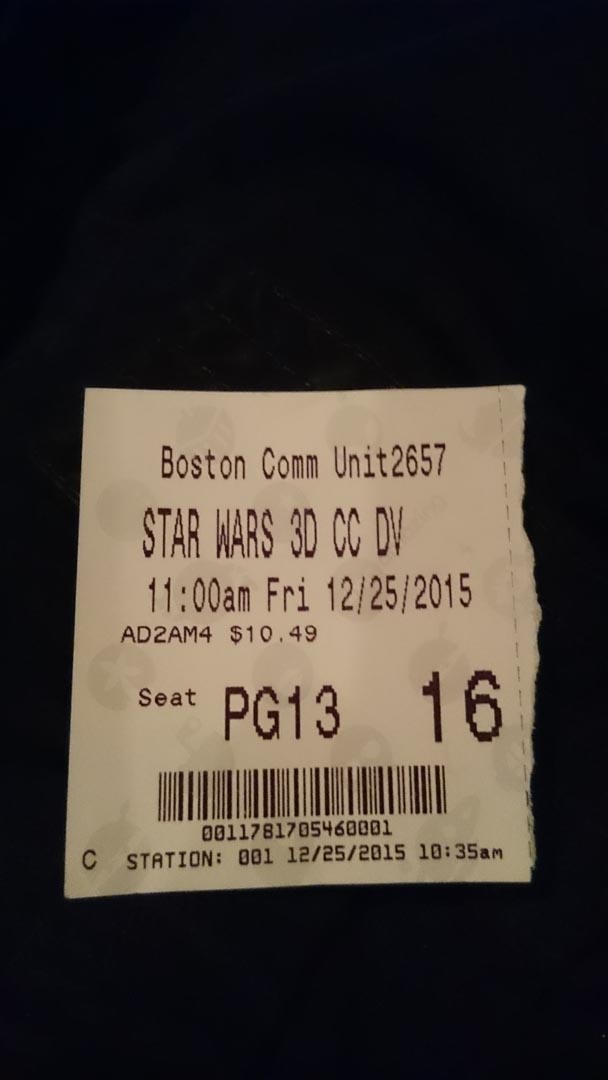 Boston Comm Unit2657
STAR WARS 3D CC DV
11:00am Fri 12/25/2015
AD2AM4 $10.49
Seat PG13 16
0011781705460001
C STATION: 001 12/25/2015 10:35am